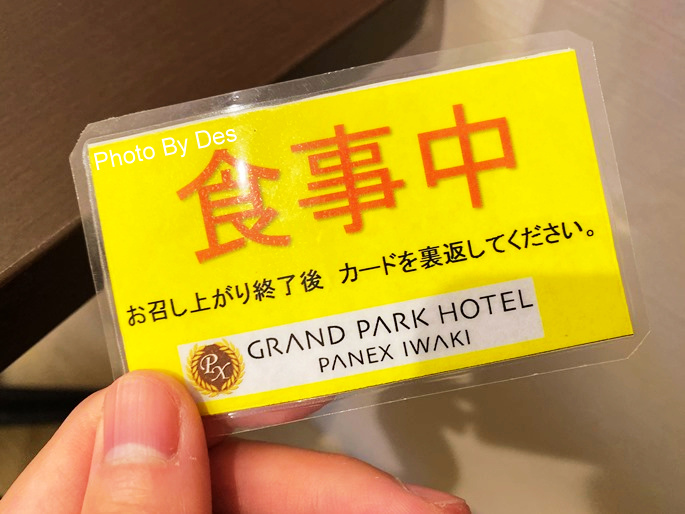 Photo By Des
食事中
お召し上がり終了後 カードを裏返してください。
PX
GRAND PARK HOTEL
PANEX IWAKI